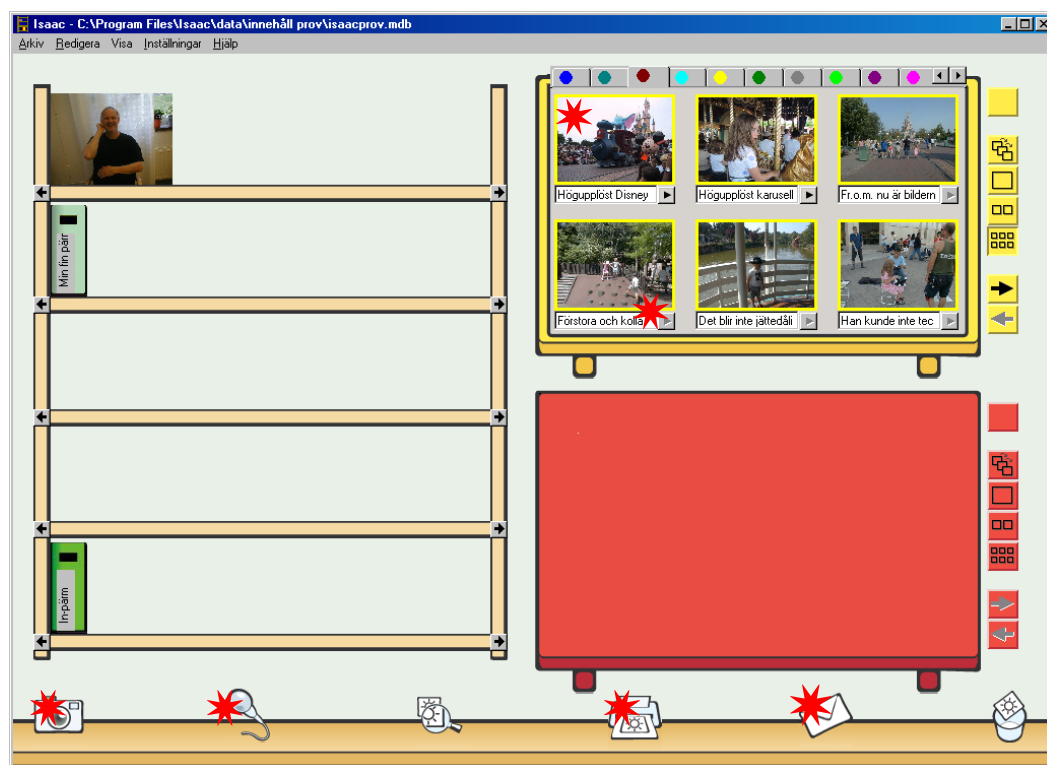 Isaac - C:\Program Files\Isaac\data\innehåll prov\isaacprov.mdb
Arkiv Redigera Visa Inställningar Hjälp
Högupplöst Disney
Högupplöst karusell
Fr.o.m. nu är bildern
Min fin pärr
Förstora och kolla
Det blir inte jättedåli
Han kunde inte tec
In-pärm